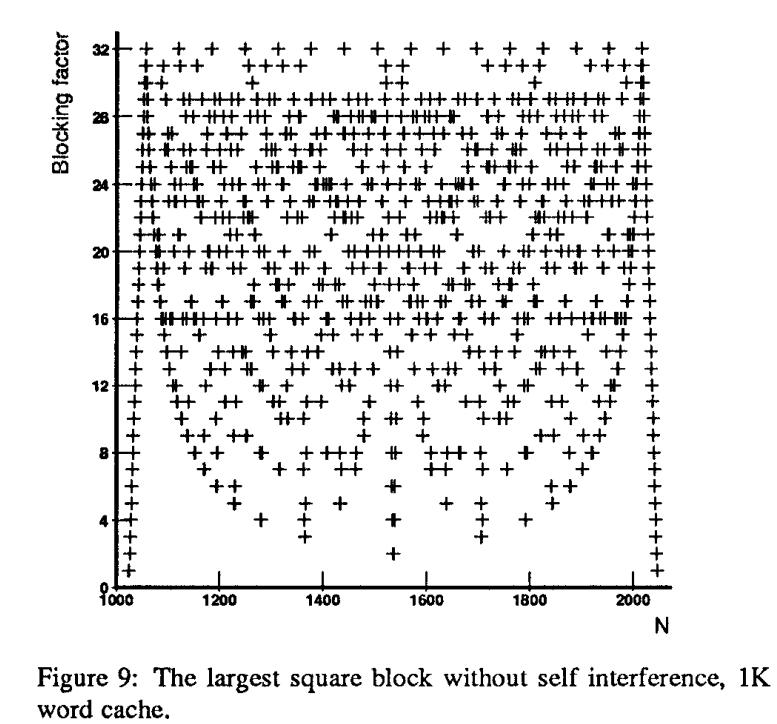 Blocking factor
32
28
24
20
16
12
8
4
0
1000 1200 1400 1600 1800 2000
N
Figure 9: The largest square block without self interference, 1K
word cache.